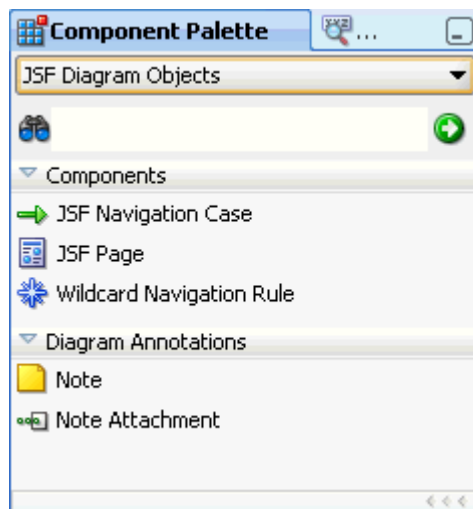 Component Palette
XYZ ...
JSF Diagram Objects
Components
JSF Navigation Case
JSF Page
Wildcard Navigation Rule
Diagram Annotations
Note
Note Attachment